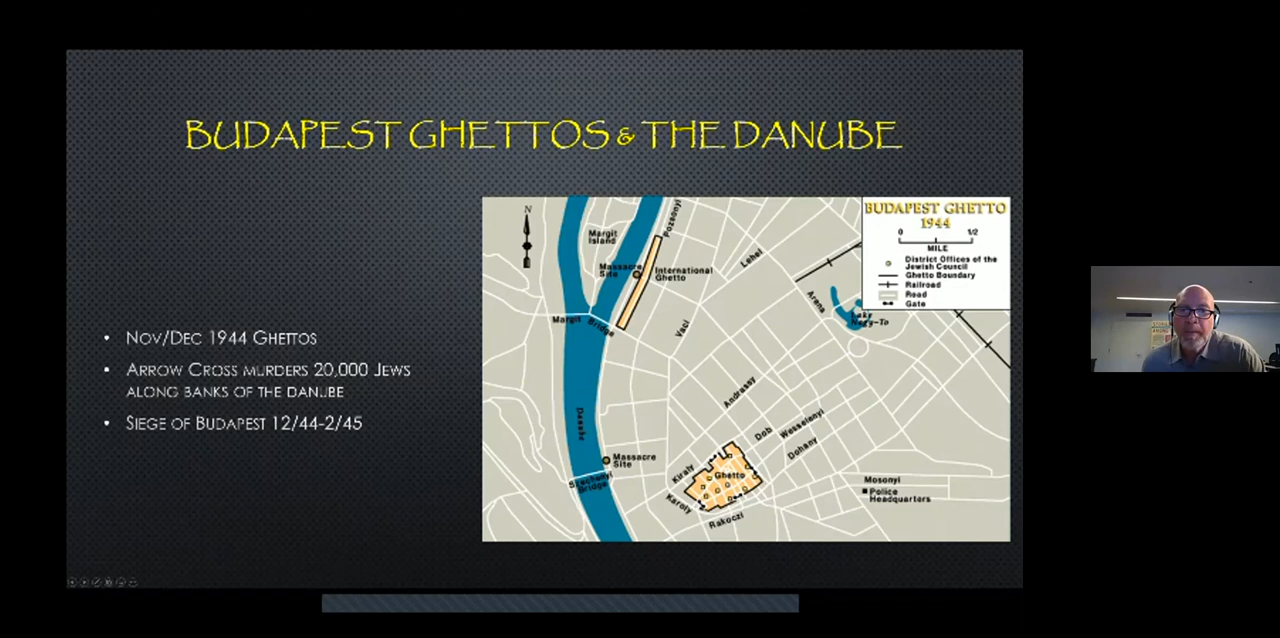 BUDAPEST GHETTOS & THE DANUBE
• NOV/DEC 1944 GHETTOS
• ARROW CROSS MURDERS 20,000 JEWS
ALONG BANKS OF THE DANUBE
• SIEGE OF BUDAPEST 12/44-2/45
BUDAPEST GHETTO
1944
0 1/2
MILE
District Offices of the
Jewish Council
Ghetto Boundary
Railroad
Road
Gate
N
Margit
Island
Pozsonyi
Massacre
Site
International
Ghetto
Lehel
Arena
Lake
Margit Bridge
Vaci
Andrassy
Danube
Dob
Wesselenyi
Dohany
Massacre
Site
Szechenyi
Bridge
Kiraly
Ghetto
Karoly
Rakoczi
Mosonyi
Police
Headquarters